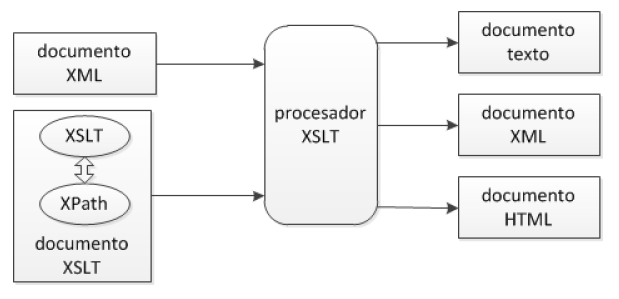 documento
XML
XSLT
XPath
documento
XSLT
procesador
XSLT
documento
texto
documento
XML
documento
HTML